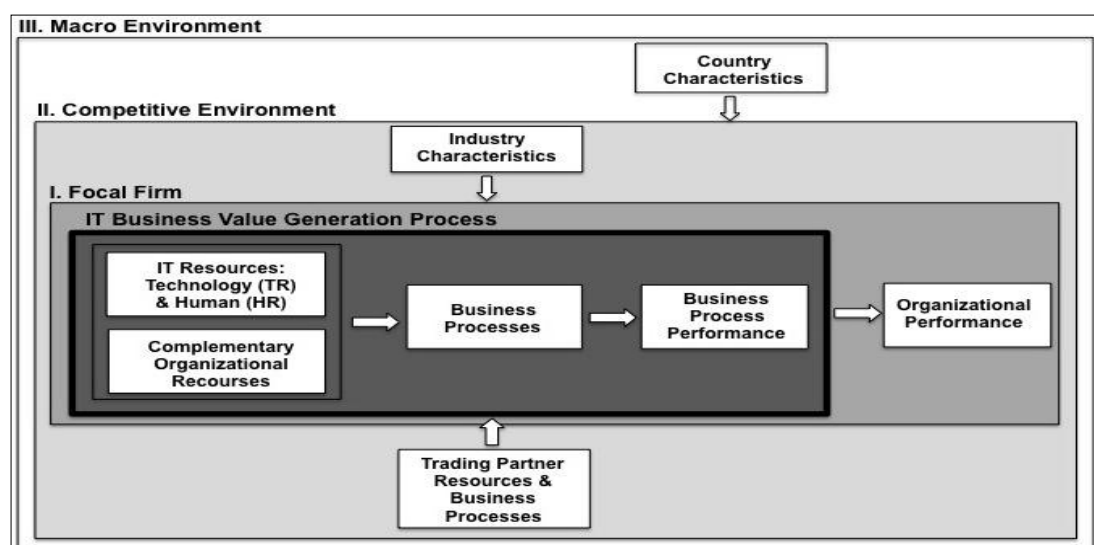 III. Macro Environment
Country
Characteristics
II. Competitive Environment
Industry
Characteristics
I. Focal Firm
IT Business Value Generation Process
IT Resources:
Technology (TR)
& Human (HR)
Complementary
Organizational
Recourses
Business
Processes
Business
Process
Performance
Organizational
Performance
Trading Partner
Resources &
Business
Processes